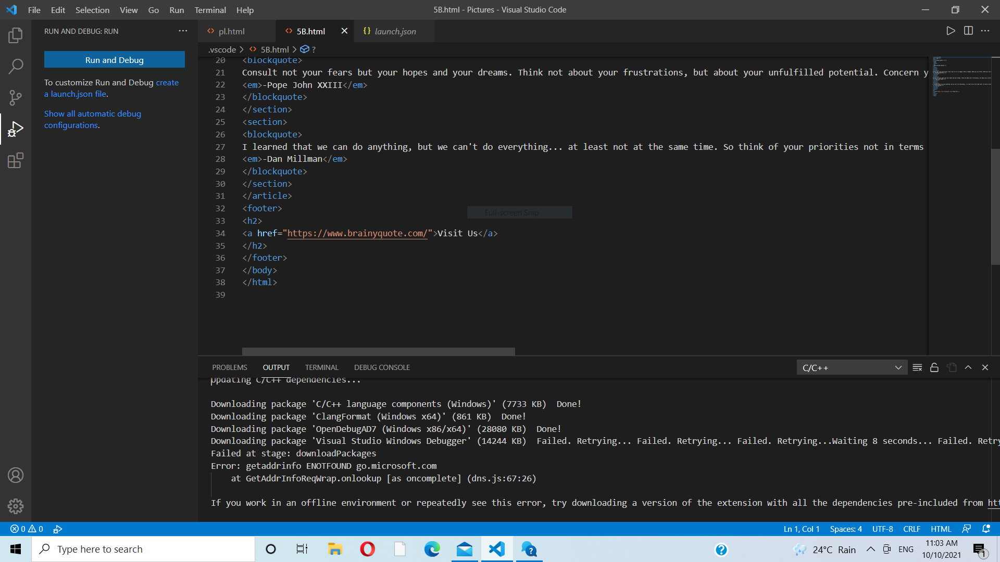 File Edit Selection View Go Run Terminal Help
5B.html - Pictures - Visual Studio Code
RUN AND DEBUG: RUN
pl.html
5B.html
launch.json
.vscode > 5B.html > ?
Run and Debug
To customize Run and Debug create
a launch.json file.
Show all automatic debug
configurations.
20 <blockquote>
21 Consult not your fears but your hopes and your dreams. Think not about your frustrations, but about your unfulfilled potential. Concern y
22 <em>-Pope John XXIII</em>
23 </blockquote>
24 </section>
25 <section>
26 <blockquote>
27 I learned that we can do anything, but we can't do everything... at least not at the same time. So think of your priorities not in terms
28 <em>-Dan Millman</em>
29 </blockquote>
30 </section>
31 </article>
32 <footer>
Full-screen Snip
33 <h2>
34 <a href="https://www.brainyquote.com/">Visit Us</a>
35 </h2>
36 </footer>
37 </body>
38 </html>
39
PROBLEMS OUTPUT TERMINAL DEBUG CONSOLE
C/C++
Updating C/C++ dependencies...
Downloading package 'C/C++ language components (Windows)' (7733 KB)  Done!
Downloading package 'ClangFormat (Windows x64)' (861 KB)  Done!
Downloading package 'OpenDebugAD7 (Windows x86/x64)' (28080 KB)  Done!
Downloading package 'Visual Studio Windows Debugger' (14244 KB)  Failed. Retrying... Failed. Retrying... Failed. Retrying...Waiting 8 seconds... Failed. Retry
Failed at stage: downloadPackages
Error: getaddrinfo ENOTFOUND go.microsoft.com
at GetAddrInfoReqWrap.onlookup [as oncomplete] (dns.js:67:26)
If you work in an offline environment or repeatedly see this error, try downloading a version of the extension with all the dependencies pre-included from htt
0 0
Ln 1, Col 1 Spaces: 4 UTF-8 CRLF HTML
Type here to search
24°C Rain
ENG
11:03 AM
10/10/2021
1